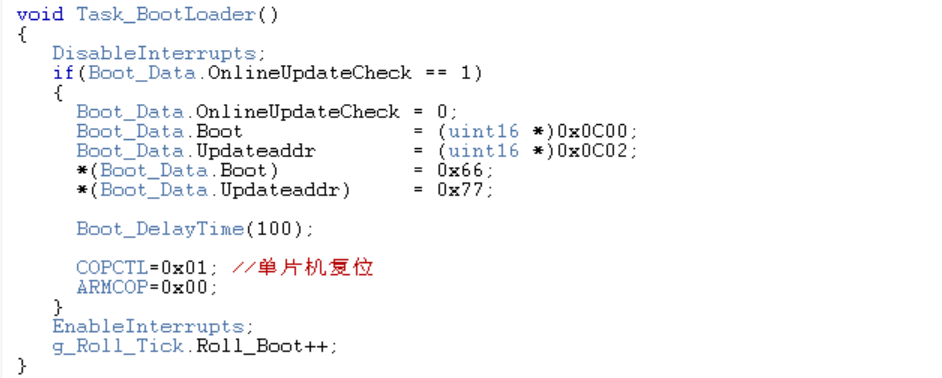 void Task_BootLoader()
{
DisableInterrupts;
if(Boot_Data.OnlineUpdateCheck == 1)
{
Boot_Data.OnlineUpdateCheck = 0;
Boot_Data.Boot = (uint16 *)0x0C00;
Boot_Data.Updateaddr = (uint16 *)0x0C02;
*(Boot_Data.Boot) = 0x66;
*(Boot_Data.Updateaddr) = 0x77;
Boot_DelayTime(100);
COPCTL=0x01; //单片机复位
ARMCOP=0x00;
}
EnableInterrupts;
g_Roll_Tick.Roll_Boot++;
}